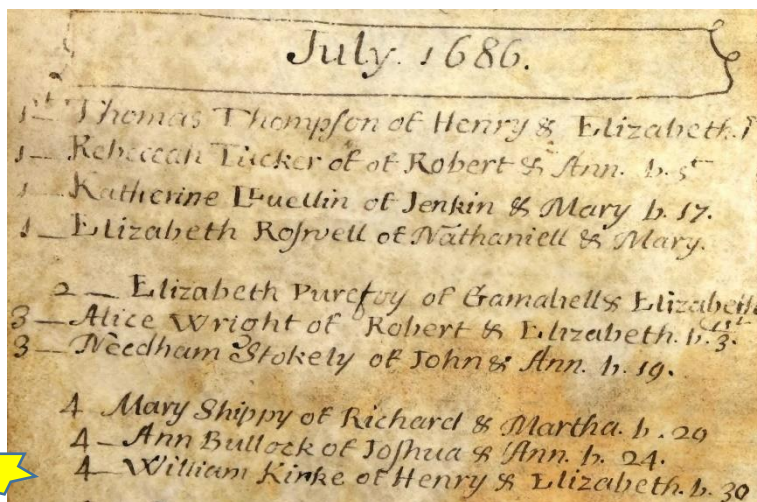 July. 1686.
1st Thomas Thompson of Henry & Elizabeth.
1 — Rebeccah Tucker of of Robert & Ann. b. 5th
1 — Katherine Lluellin of Jenkin & Mary b. 17.
1 — Elizabeth Roswell of Nathaniell & Mary.
2 — Elizabeth Purefoy of Gamaliell & Elizabeth
3 — Alice Wright of Robert & Elizabeth. b. 3.
3 — Needham Stokely of John & Ann. b. 19.
4 Mary Shippy of Richard & Martha. b. 20
4 — Ann Bullock of Joshua & Ann. b. 24.
4 — William Kirke of Henry & Elizabeth. b. 30